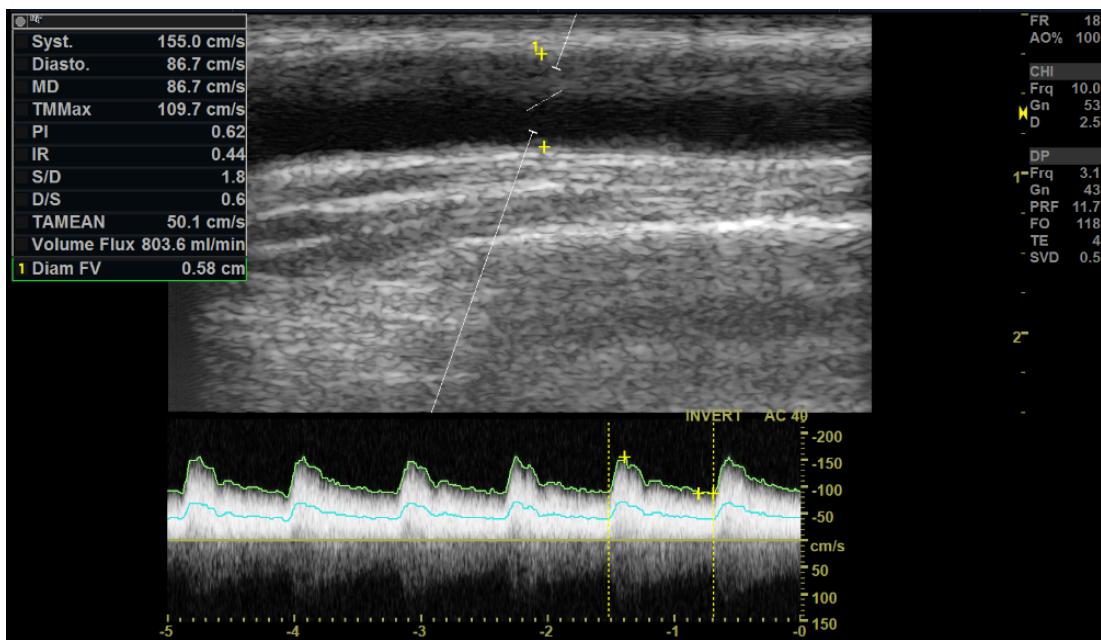 Syst. 155.0 cm/s
Diasto. 86.7 cm/s
MD 86.7 cm/s
TMMax 109.7 cm/s
PI 0.62
IR 0.44
S/D 1.8
D/S 0.6
TAMEAN 50.1 cm/s
Volume Flux 803.6 ml/min
1 Diam FV 0.58 cm
1
FR 18
AO% 100
CHI
Frq 10.0
Gn 53
D 2.5
DP
Frq 3.1
Gn 43
PRF 11.7
FO 118
TE 4
SVD 0.5
1
2
INVERT AC 40
-200
-150
-100
-50
cm/s
50
100
150
-5 -4 -3 -2 -1 -0